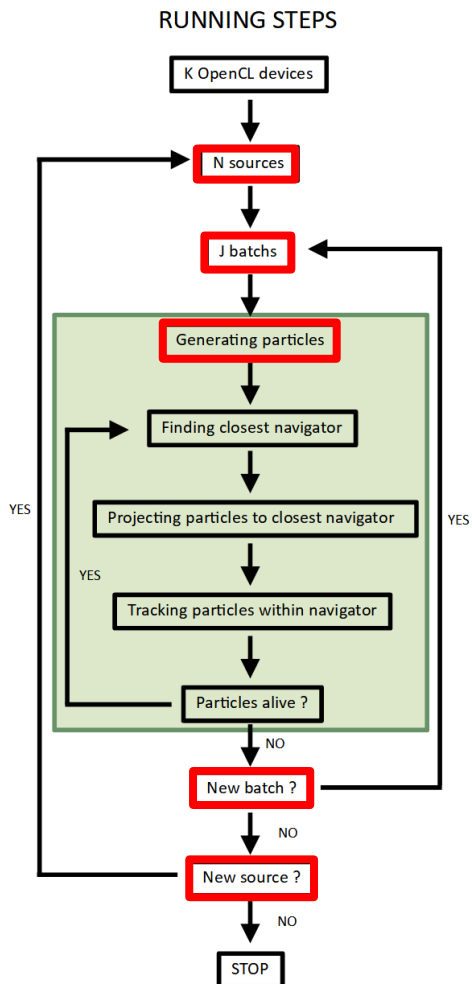 RUNNING STEPS
K OpenCL devices
N sources
J batchs
Generating particles
Finding closest navigator
Projecting particles to closest navigator
YES
YES
YES
Tracking particles within navigator
Particles alive ?
NO
New batch ?
NO
New source ?
NO
STOP